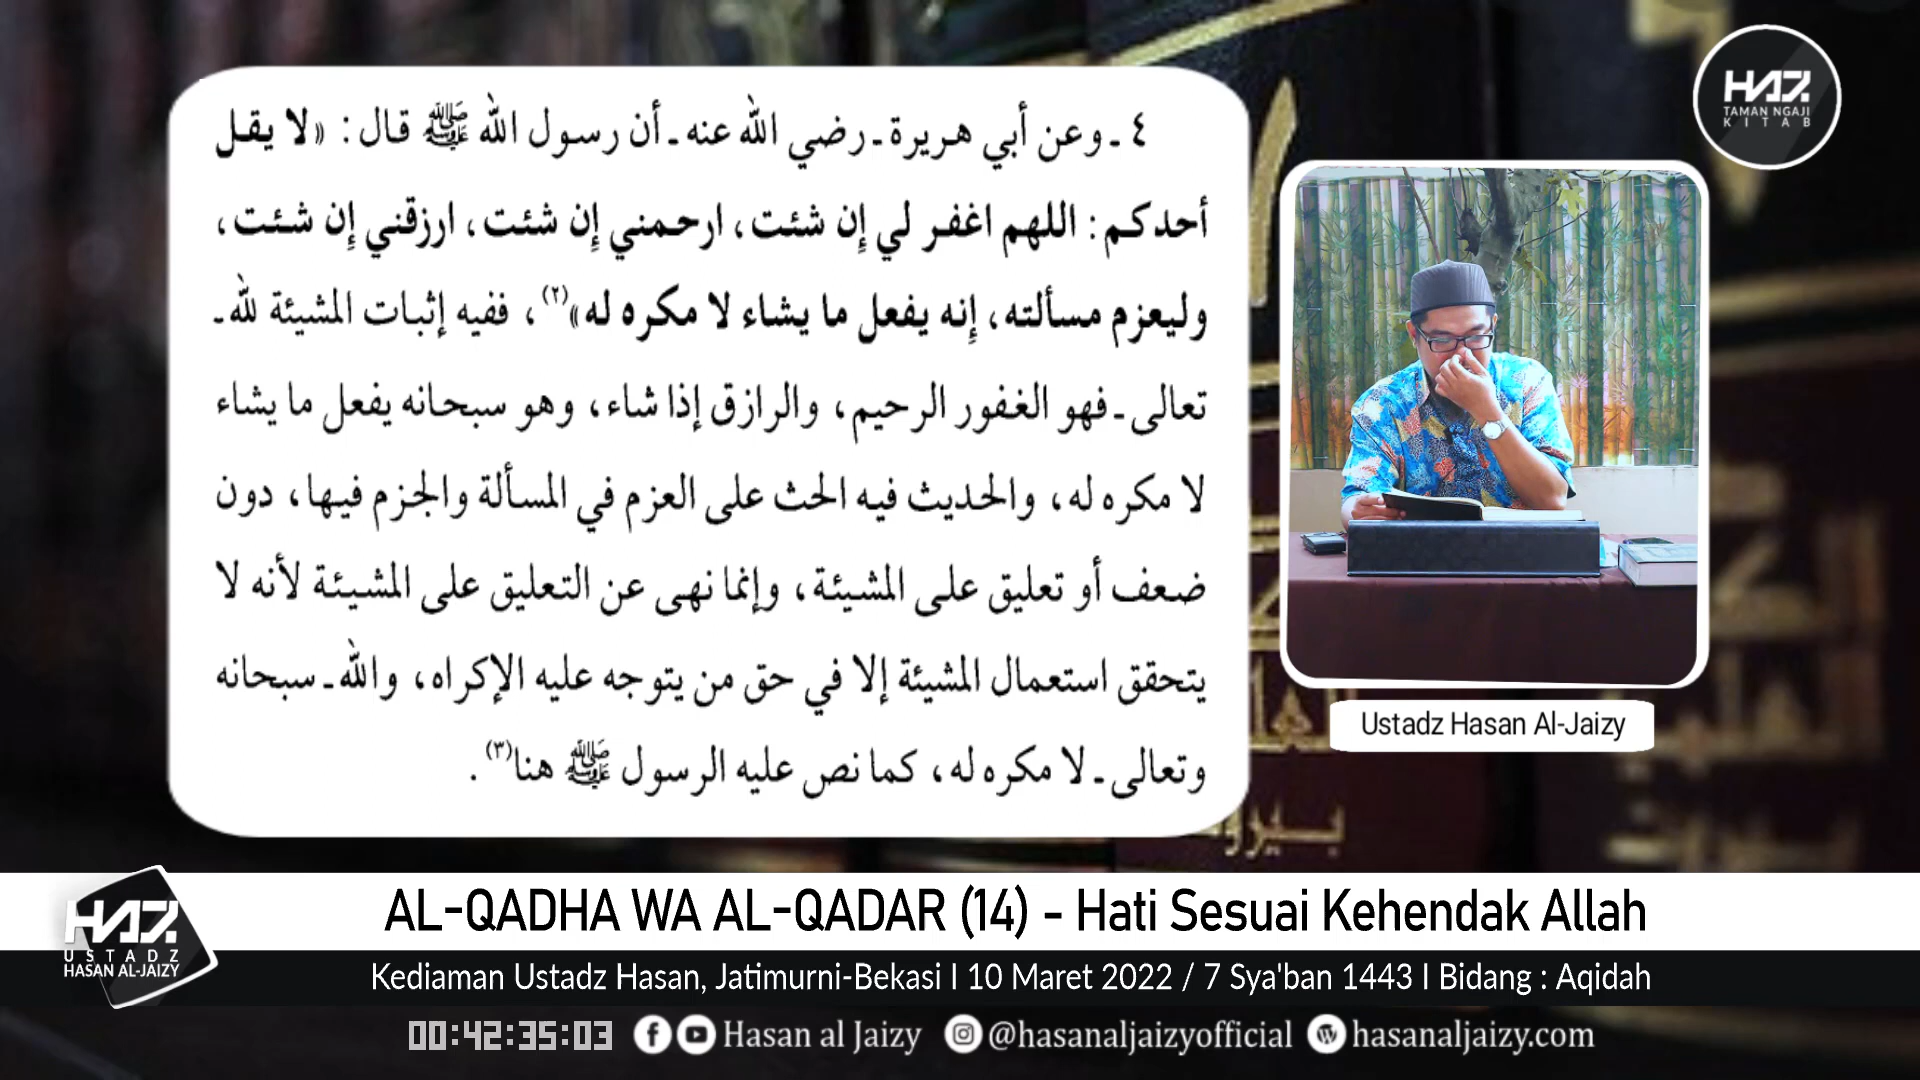 ٤ ـ وعن أبي هريرة ـ رضي الله عنه ـ أن رسول الله ﷺ قال: «لا يقل
أحدكم: اللهم اغفر لي إن شئت، ارحمني إن شئت، ارزقني إن شئت،
وليعزم مسألته، إنه يفعل ما يشاء لا مكره له»(٢)، ففيه إثبات المشيئة لله ـ
تعالى ـ فهو الغفور الرحيم، والرازق إذا شاء، وهو سبحانه يفعل ما يشاء
لا مكره له، والحديث فيه الحث على العزم في المسألة والجزم فيها، دون
ضعف أو تعليق على المشيئة، وإنما نهى عن التعليق على المشيئة لأنه لا
يتحقق استعمال المشيئة إلا في حق من يتوجه عليه الإكراه، والله ـ سبحانه
وتعالى ـ لا مكره له، كما نص عليه الرسول ﷺ هنا(٣).
HAZI
TAMAN NGAJI
KITAB
Ustadz Hasan Al-Jaizy
HAZI
USTADZ
HASAN AL-JAIZY
AL-QADHA WA AL-QADAR (14) - Hati Sesuai Kehendak Allah
Kediaman Ustadz Hasan, Jatimurni-Bekasi I 10 Maret 2022 / 7 Sya'ban 1443 I Bidang : Aqidah
00:42:35:03 Hasan al Jaizy @hasanaljaizyofficial hasanaljaizy.com